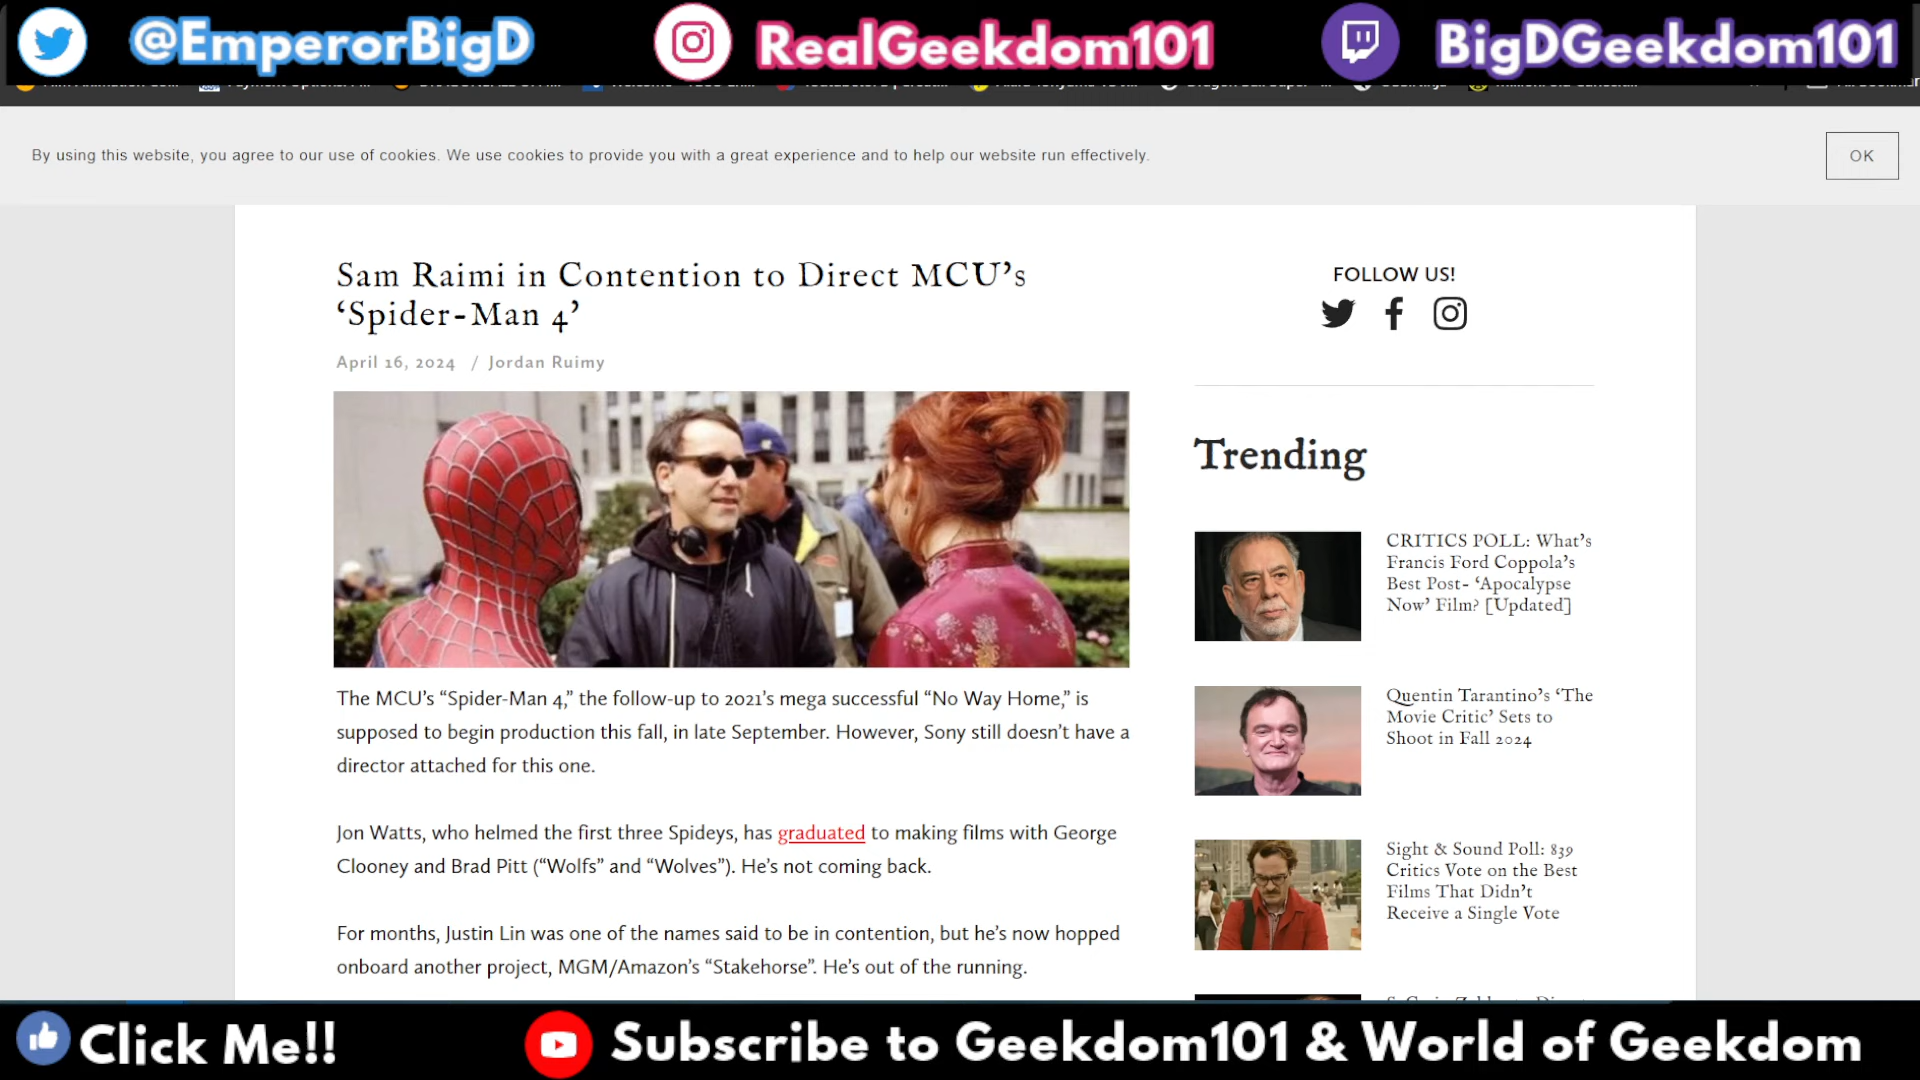 @EmperorBigD
RealGeekdom101
BigDGeekdom101
By using this website, you agree to our use of cookies. We use cookies to provide you with a great experience and to help our website run effectively.
OK
Sam Raimi in Contention to Direct MCU’s
‘Spider-Man 4’
April 16, 2024 / Jordan Ruimy
The MCU’s “Spider-Man 4,” the follow-up to 2021’s mega successful “No Way Home,” is
supposed to begin production this fall, in late September. However, Sony still doesn’t have a
director attached for this one.
Jon Watts, who helmed the first three Spideys, has graduated to making films with George
Clooney and Brad Pitt (“Wolfs” and “Wolves”). He’s not coming back.
For months, Justin Lin was one of the names said to be in contention, but he’s now hopped
onboard another project, MGM/Amazon’s “Stakehorse”. He’s out of the running.
FOLLOW US!
Trending
CRITICS POLL: What’s
Francis Ford Coppola’s
Best Post- ‘Apocalypse
Now’ Film? [Updated]
Quentin Tarantino’s ‘The
Movie Critic’ Sets to
Shoot in Fall 2024
Sight & Sound Poll: 839
Critics Vote on the Best
Films That Didn’t
Receive a Single Vote
Click Me!!
Subscribe to Geekdom101 & World of Geekdom